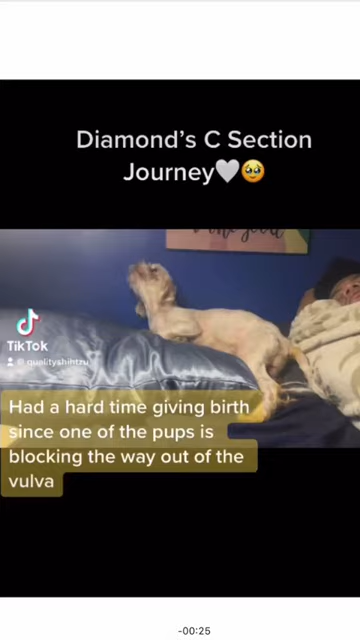 Diamond's C Section
Journey🤍🥹
TikTok
@qualityshihtzu
Had a hard time giving birth
since one of the pups is
blocking the way out of the
vulva
-00:25